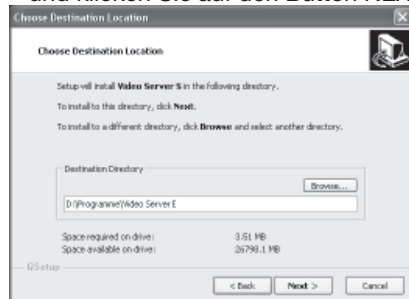 und klicken Sie auf den Button
Choose Destination Location
Choose Destination Location
Setup will install Video Server S in the following directory.
To install to this directory, click Next.
To install to a different directory, click Browse and select another directory.
Destination Directory
Browse...
D:\Programme\Video Server E
Space required on drive: 3.51 MB
Space available on drive: 26798.1 MB
QSetup
< Back Next > Cancel